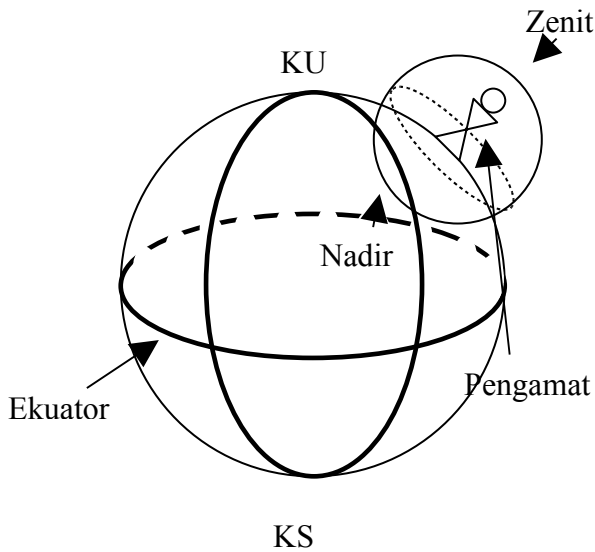 Zenit
KU
Nadir
Pengamat
Ekuator
KS